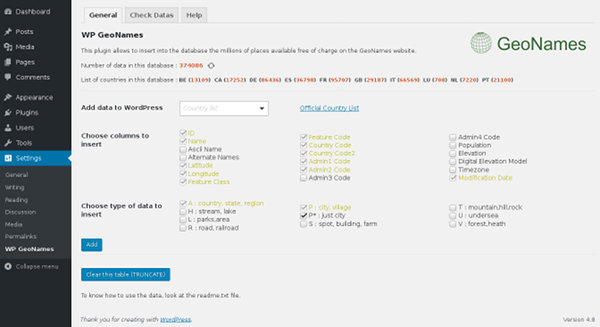 Dashboard
Posts
Media
Pages
Comments
Appearance
Plugins
Users
Tools
Settings
General
Writing
Reading
Discussion
Media
Permalinks
WP GeoNames
Collapse menu
General Check Datas Help
WP GeoNames
GeoNames
This plugin allows to insert into the database the millions of places available free of charge on the GeoNames website.
Number of data in this database : 374086
List of countries in this database : BE (13109) CA (17252) DE (86436) ES (36798) FR (95707) GB (29187) IT (66569) LU (708) NL (7220) PT (21100)
Add data to WordPress Country list Official Country List
Choose columns to insert
ID
Name
Ascii Name
Alternate Names
Latitude
Longitude
Feature Class
Feature Code
Country Code
Country Code2
Admin1 Code
Admin2 Code
Admin3 Code
Admin4 Code
Population
Elevation
Digital Elevation Model
Timezone
Modification Date
Choose type of data to insert
A : country, state, region
H : stream, lake
L : parks,area
R : road, railroad
P : city, village
P* : just city
S : spot, building, farm
T : mountain,hill,rock
U : undersea
V : forest,heath
Add
Clear this table (TRUNCATE)
To know how to use the data, look at the readme.txt file.
Thank you for creating with WordPress.
Version 4.8